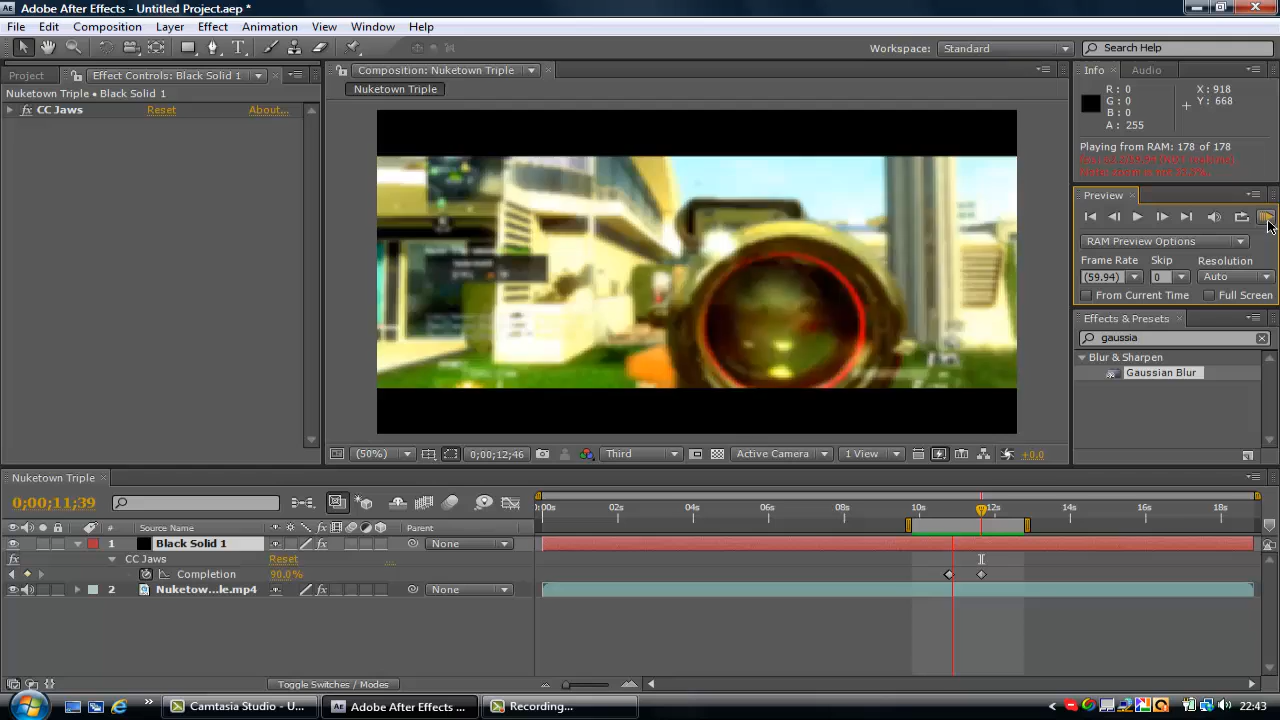 Adobe After Effects - Untitled Project.aep *
File Edit Composition Layer Effect Animation View Window Help
Workspace: Standard Search Help
Project Effect Controls: Black Solid 1
Composition: Nuketown Triple
Info Audio
Nuketown Triple • Black Solid 1
Nuketown Triple
R: 0 X: 918
G: 0 Y: 668
B: 0
A: 255
fx CC Jaws Reset About...
Playing from RAM: 178 of 178
Preview
RAM Preview Options
Frame Rate Skip Resolution
(59.94) 0 Auto
From Current Time Full Screen
Effects & Presets
gaussia
Blur & Sharpen
Gaussian Blur
(50%) 0;00;12;46 Third Active Camera 1 View +0.0
Nuketown Triple
0;00;11;39
:00s 02s 04s 06s 08s 10s 12s 14s 16s 18s
# Source Name Parent
1 Black Solid 1 None
CC Jaws Reset ...
Completion 90.0%
2 Nuketow...le.mp4 None
Toggle Switches / Modes
Camtasia Studio - U... Adobe After Effects ... Recording... 22:43